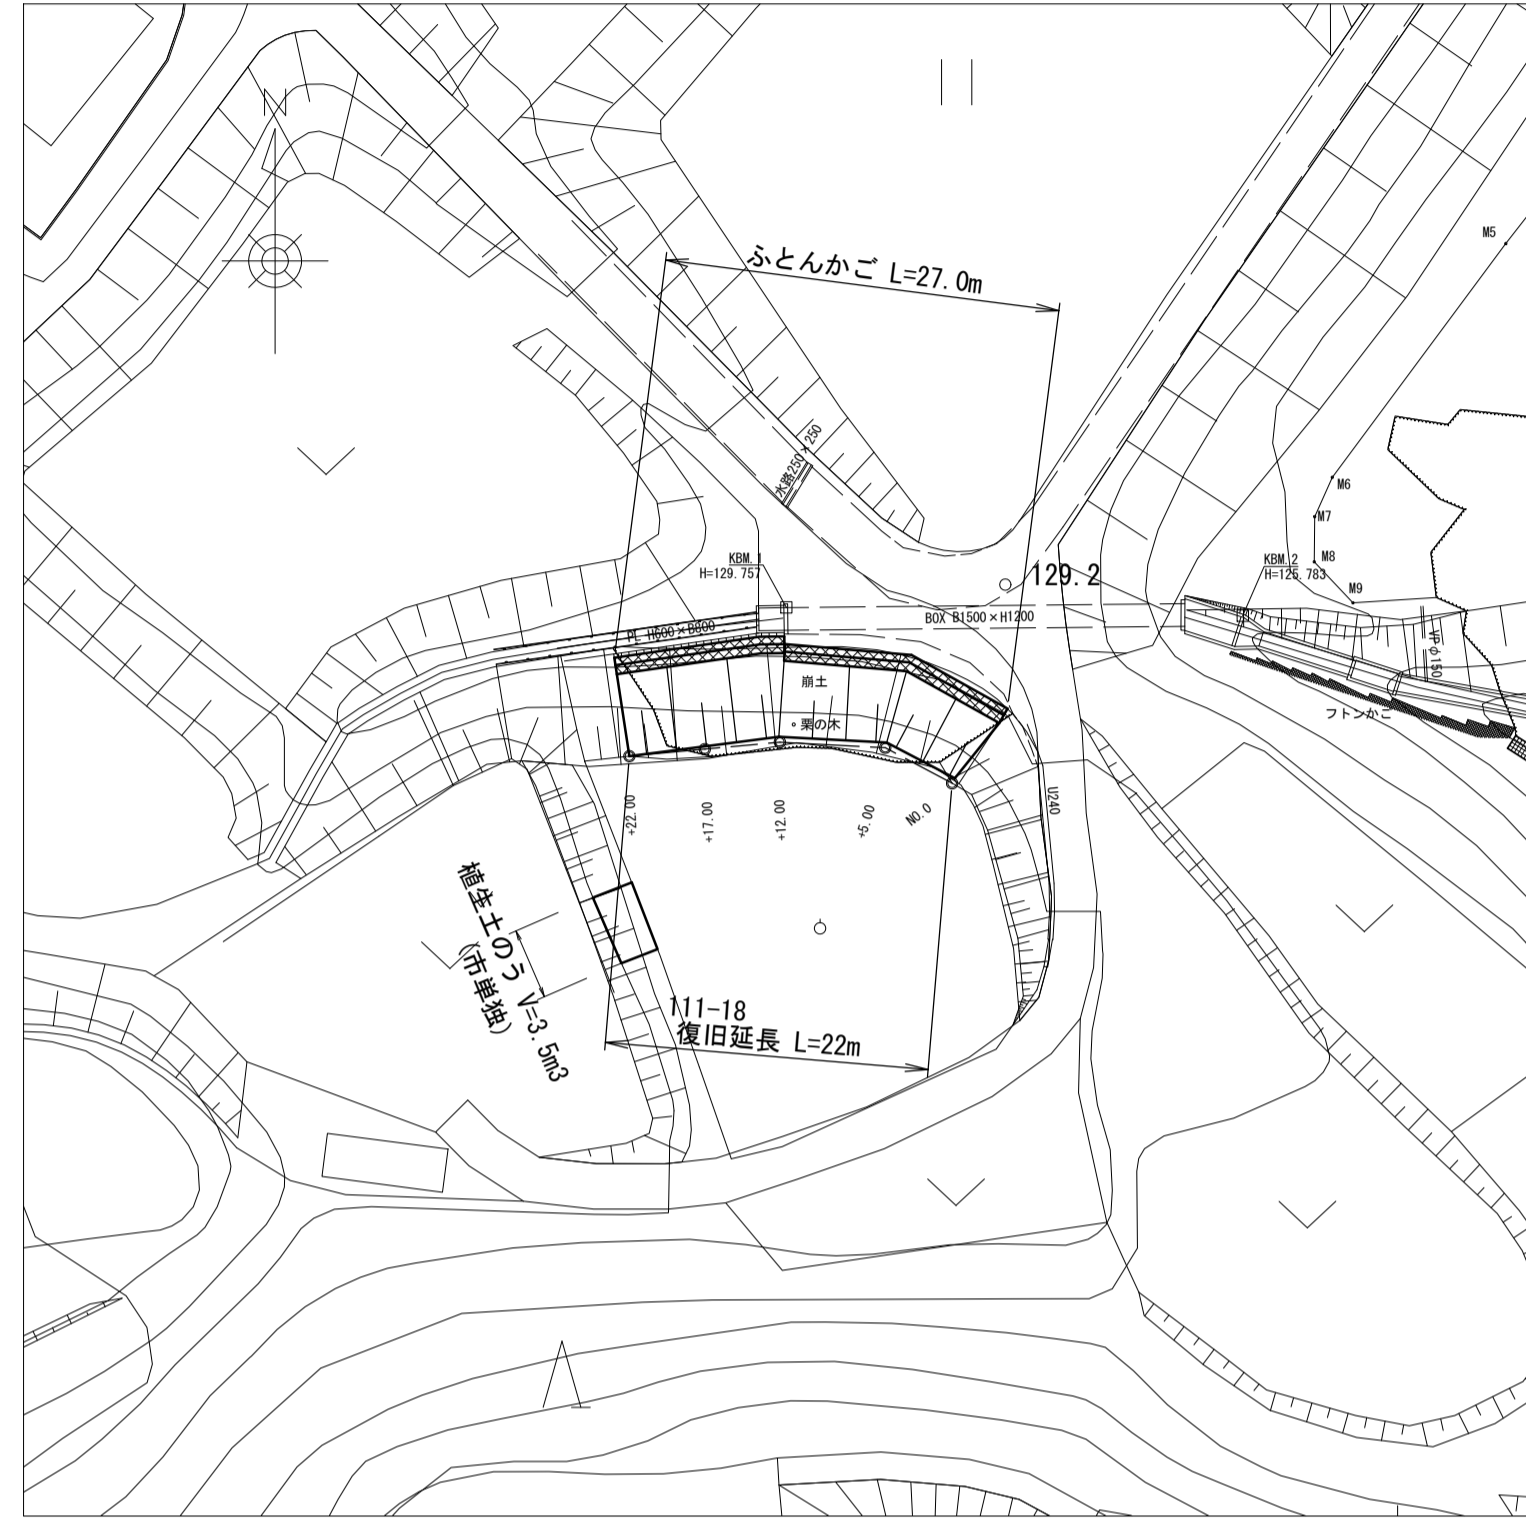 N
M5
ふとんかご L=27.0m
水路250×250
M6
M7
M8
M9
KBM.1
H=129.757
129.2
KBM.2
H=125.783
PL H600×B800
BOX B1500×H1200
VPφ150
崩土
栗の木
フトンかご
+22.00
+17.00
+12.00
+5.00
NO.0
U240
植生土のう V=3.5m3
(市単独)
111-18
復旧延長 L=22m